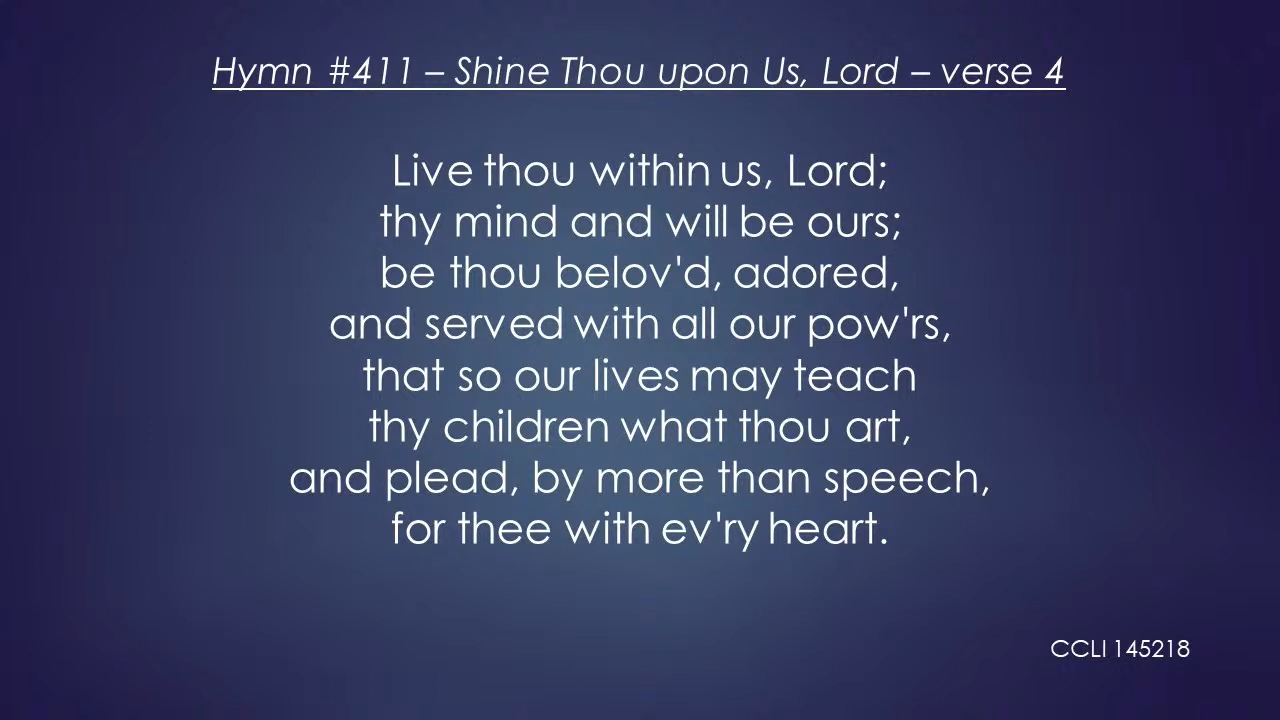 Hymn #411 – Shine Thou upon Us, Lord – verse 4
Live thou within us, Lord;
thy mind and will be ours;
be thou belov'd, adored,
and served with all our pow'rs,
that so our lives may teach
thy children what thou art,
and plead, by more than speech,
for thee with ev'ry heart.
CCLI 145218